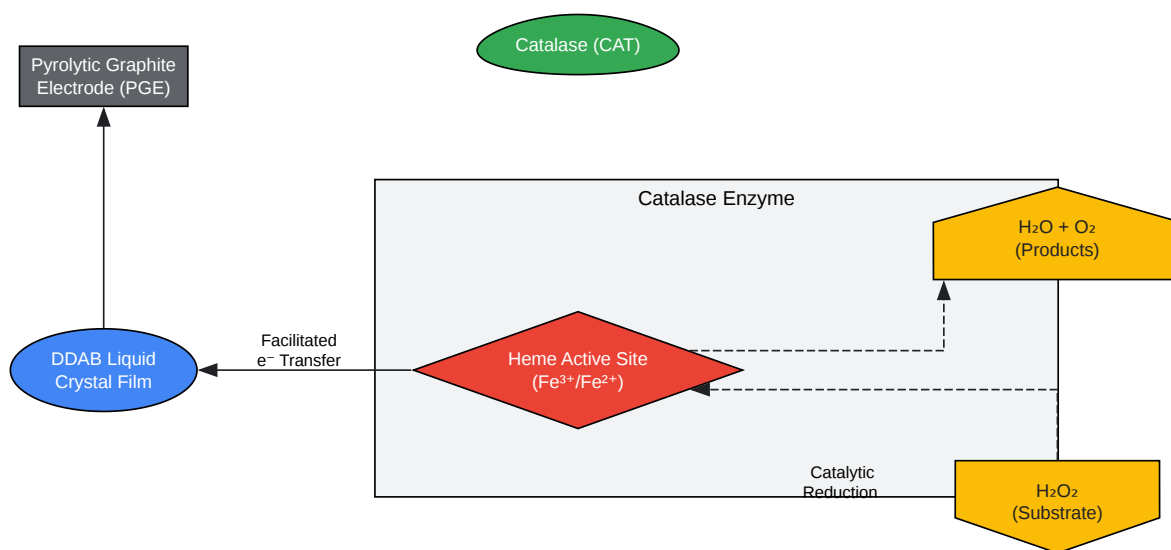 Catalase (CAT)
Pyrolytic Graphite
Electrode (PGE)
Catalase Enzyme
H₂O + O₂
(Products)
Facilitated
e⁻ Transfer
DDAB Liquid
Crystal Film
Heme Active Site
(Fe³⁺/Fe²⁺)
Catalytic
Reduction
H₂O₂
(Substrate)